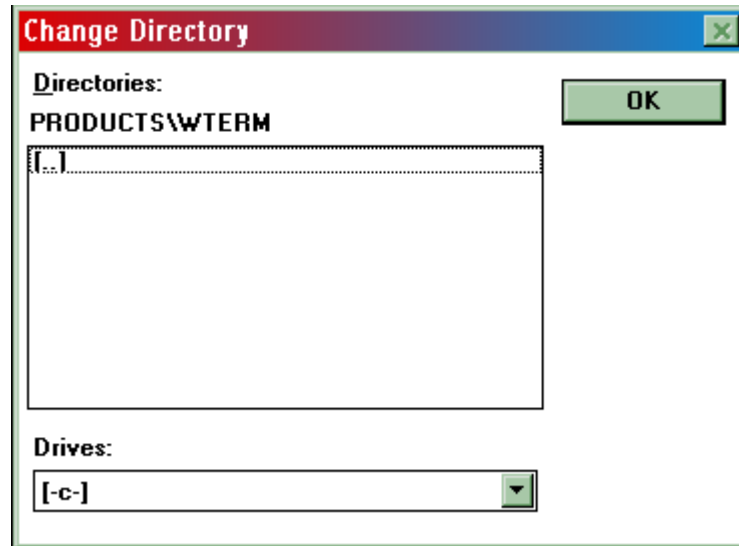 Change Directory
Directories:
OK
PRODUCTS\WTERM
[..]
Drives:
[-c-]